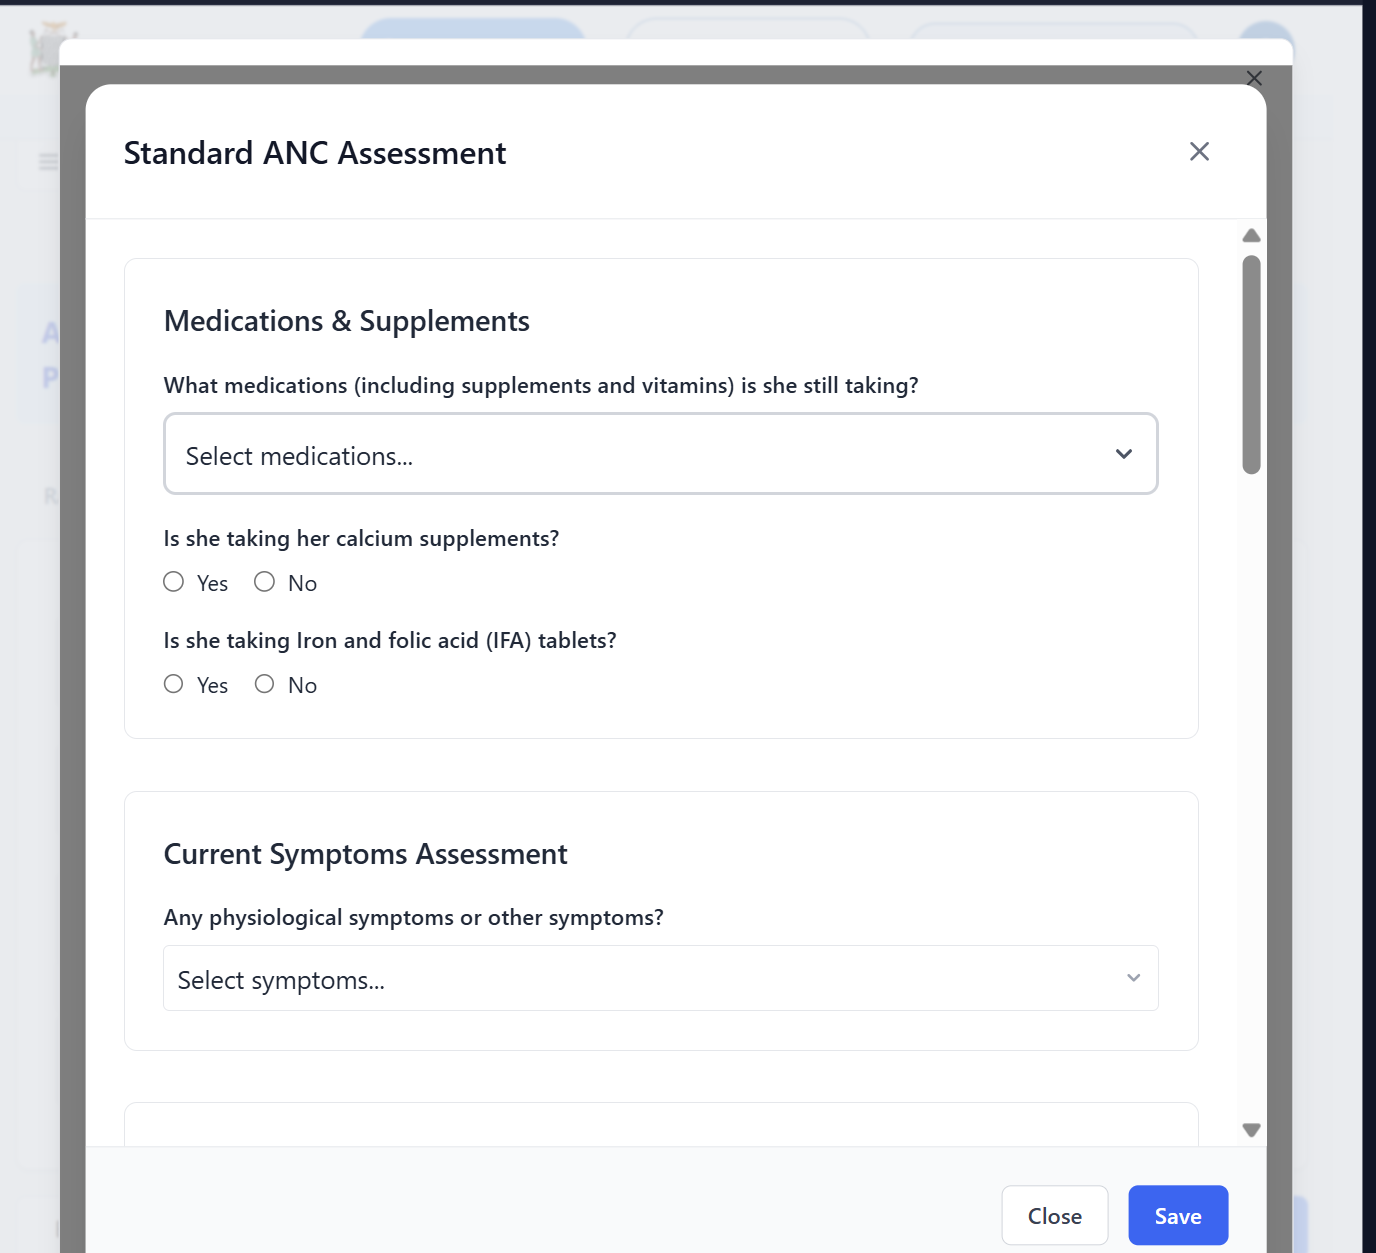 Standard ANC Assessment
Medications & Supplements
What medications (including supplements and vitamins) is she still taking?
Select medications...
Is she taking her calcium supplements?
Yes No
Is she taking Iron and folic acid (IFA) tablets?
Yes No
Current Symptoms Assessment
Any physiological symptoms or other symptoms?
Select symptoms...
Close Save